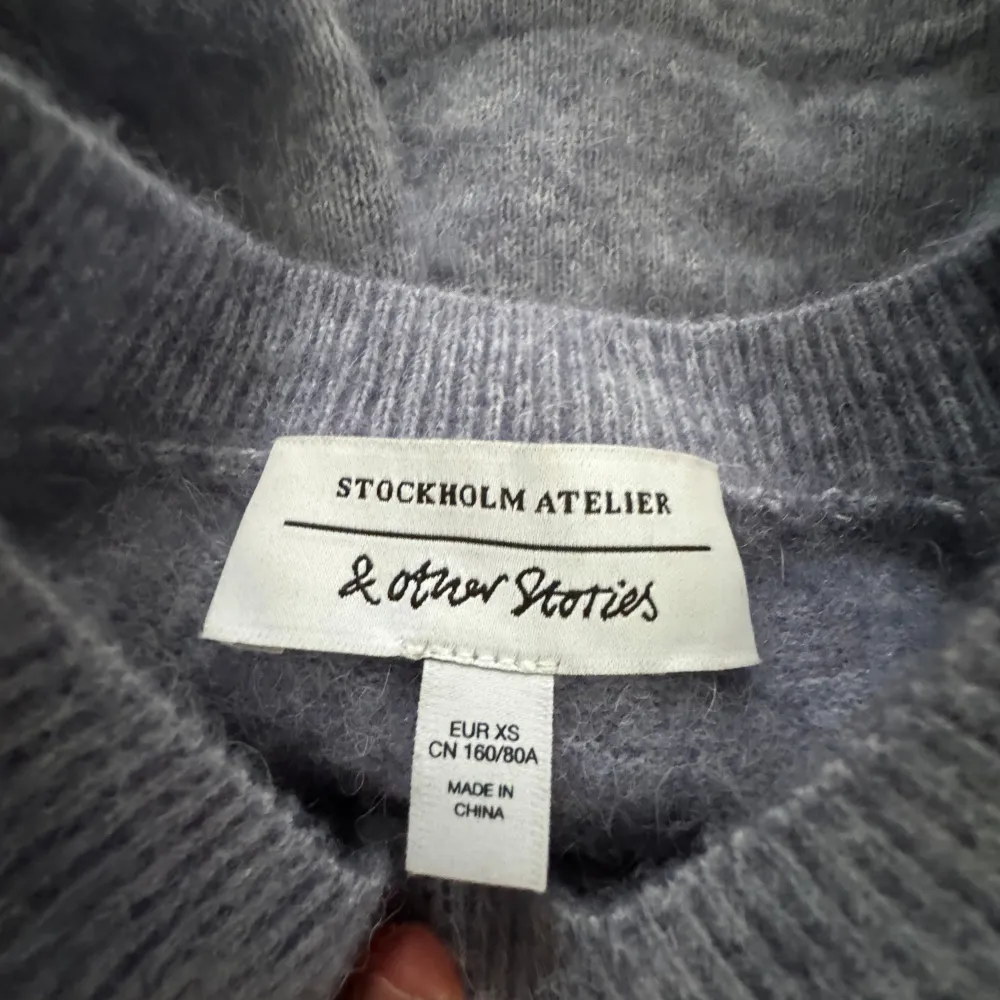 STOCKHOLM ATELIER
& other Stories
EUR XS
CN 160/80A
MADE IN
CHINA